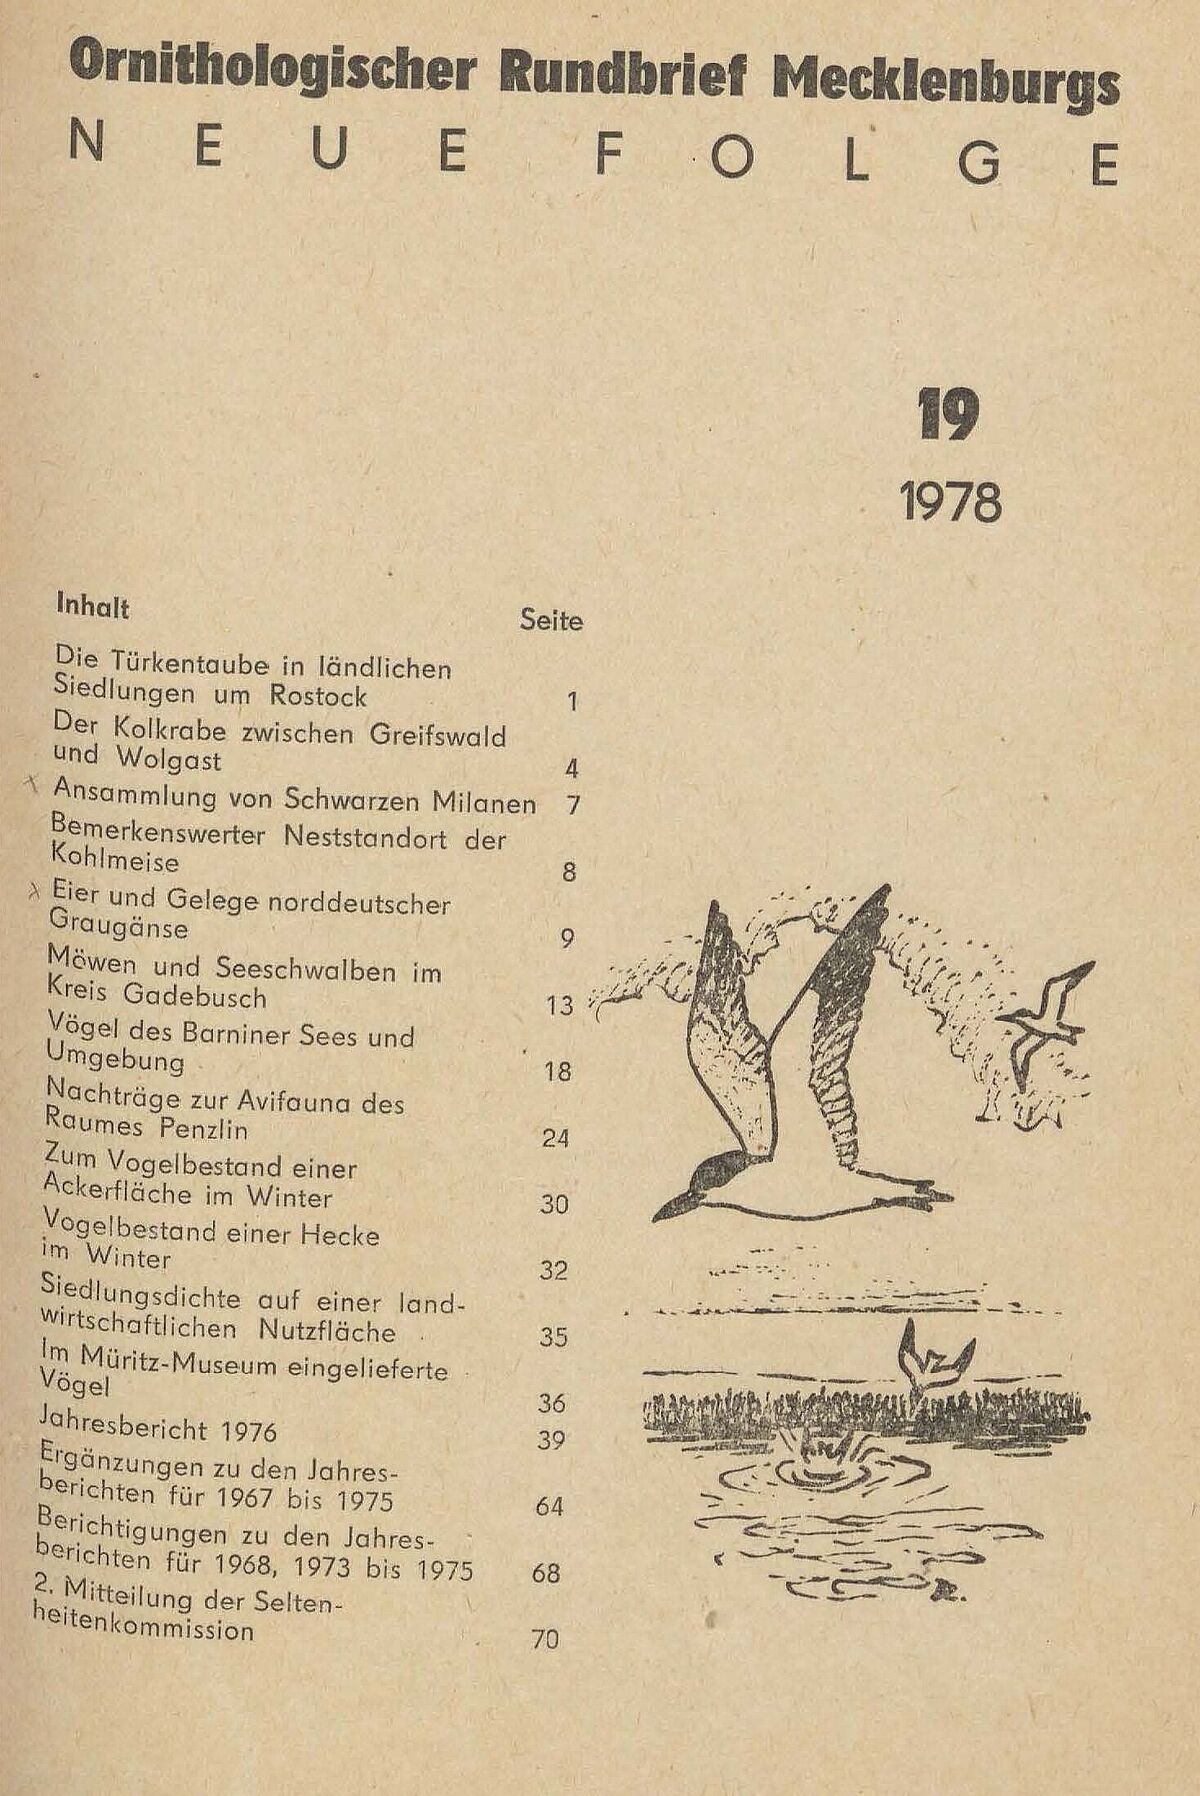 Ornithologischer Rundbrief Mecklenburgs
NEUE FOLGE
19
1978
Inhalt Seite
Die Türkentaube in ländlichen
Siedlungen um Rostock 1
Der Kolkrabe zwischen Greifswald
und Wolgast 4
Ansammlung von Schwarzen Milanen 7
Bemerkenswerter Neststandort der
Kohlmeise 8
Eier und Gelege norddeutscher
Graugänse 9
Möwen und Seeschwalben im
Kreis Gadebusch 13
Vögel des Barniner Sees und
Umgebung 18
Nachträge zur Avifauna des
Raumes Penzlin 24
Zum Vogelbestand einer
Ackerfläche im Winter 30
Vogelbestand einer Hecke
im Winter 32
Siedlungsdichte auf einer land-
wirtschaftlichen Nutzfläche 35
Im Müritz-Museum eingelieferte
Vögel 36
Jahresbericht 1976 39
Ergänzungen zu den Jahres-
berichten für 1967 bis 1975 64
Berichtigungen zu den Jahres-
berichten für 1968, 1973 bis 1975 68
2. Mitteilung der Selten-
heitenkommission 70